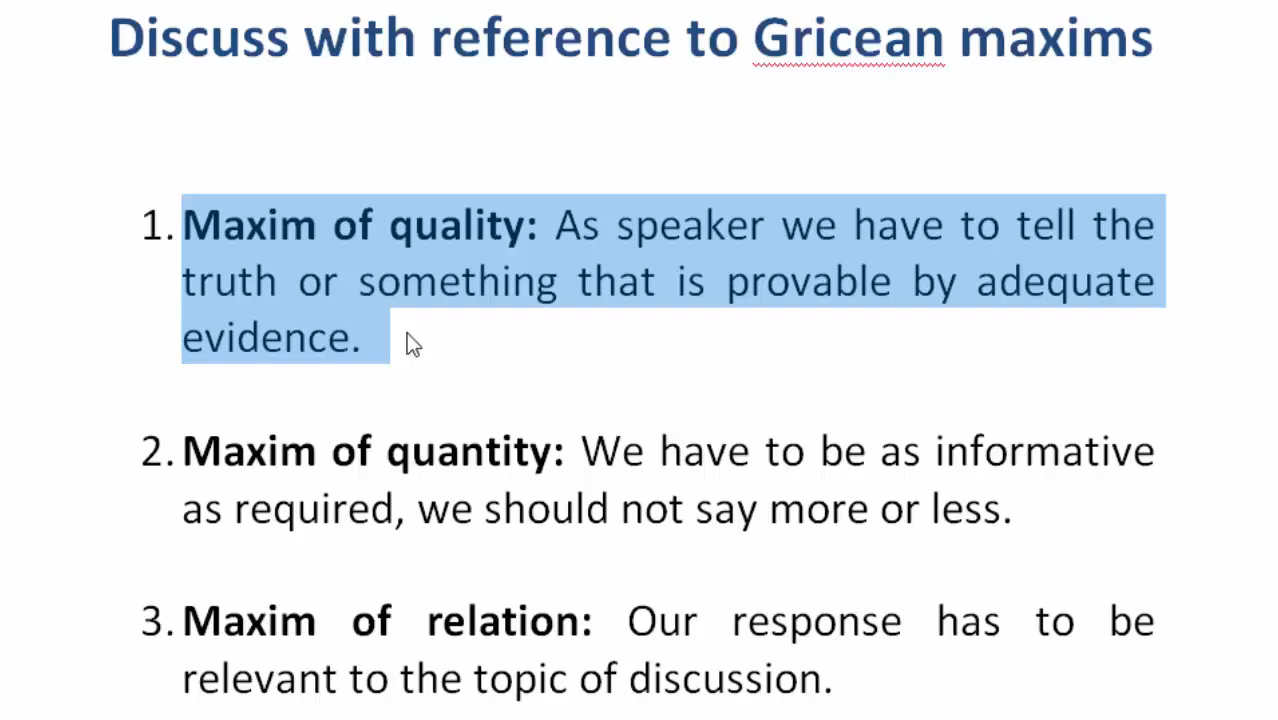 Discuss with reference to Gricean maxims
1. Maxim of quality: As speaker we have to tell the
truth or something that is provable by adequate
evidence.
2. Maxim of quantity: We have to be as informative
as required, we should not say more or less.
3. Maxim of relation: Our response has to be
relevant to the topic of discussion.